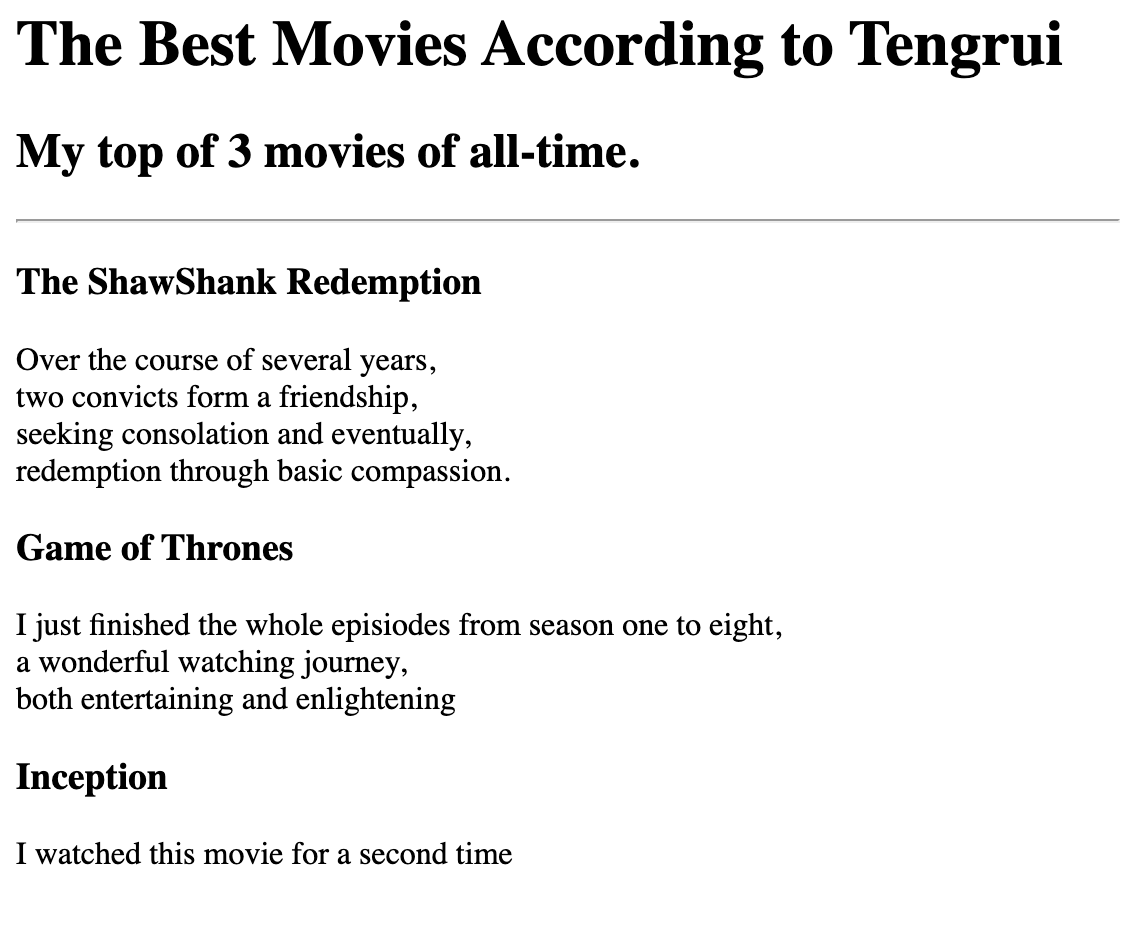 The Best Movies According to Tengrui
My top of 3 movies of all-time.
The ShawShank Redemption
Over the course of several years,
two convicts form a friendship,
seeking consolation and eventually,
redemption through basic compassion.
Game of Thrones
I just finished the whole episiodes from season one to eight,
a wonderful watching journey,
both entertaining and enlightening
Inception
I watched this movie for a second time